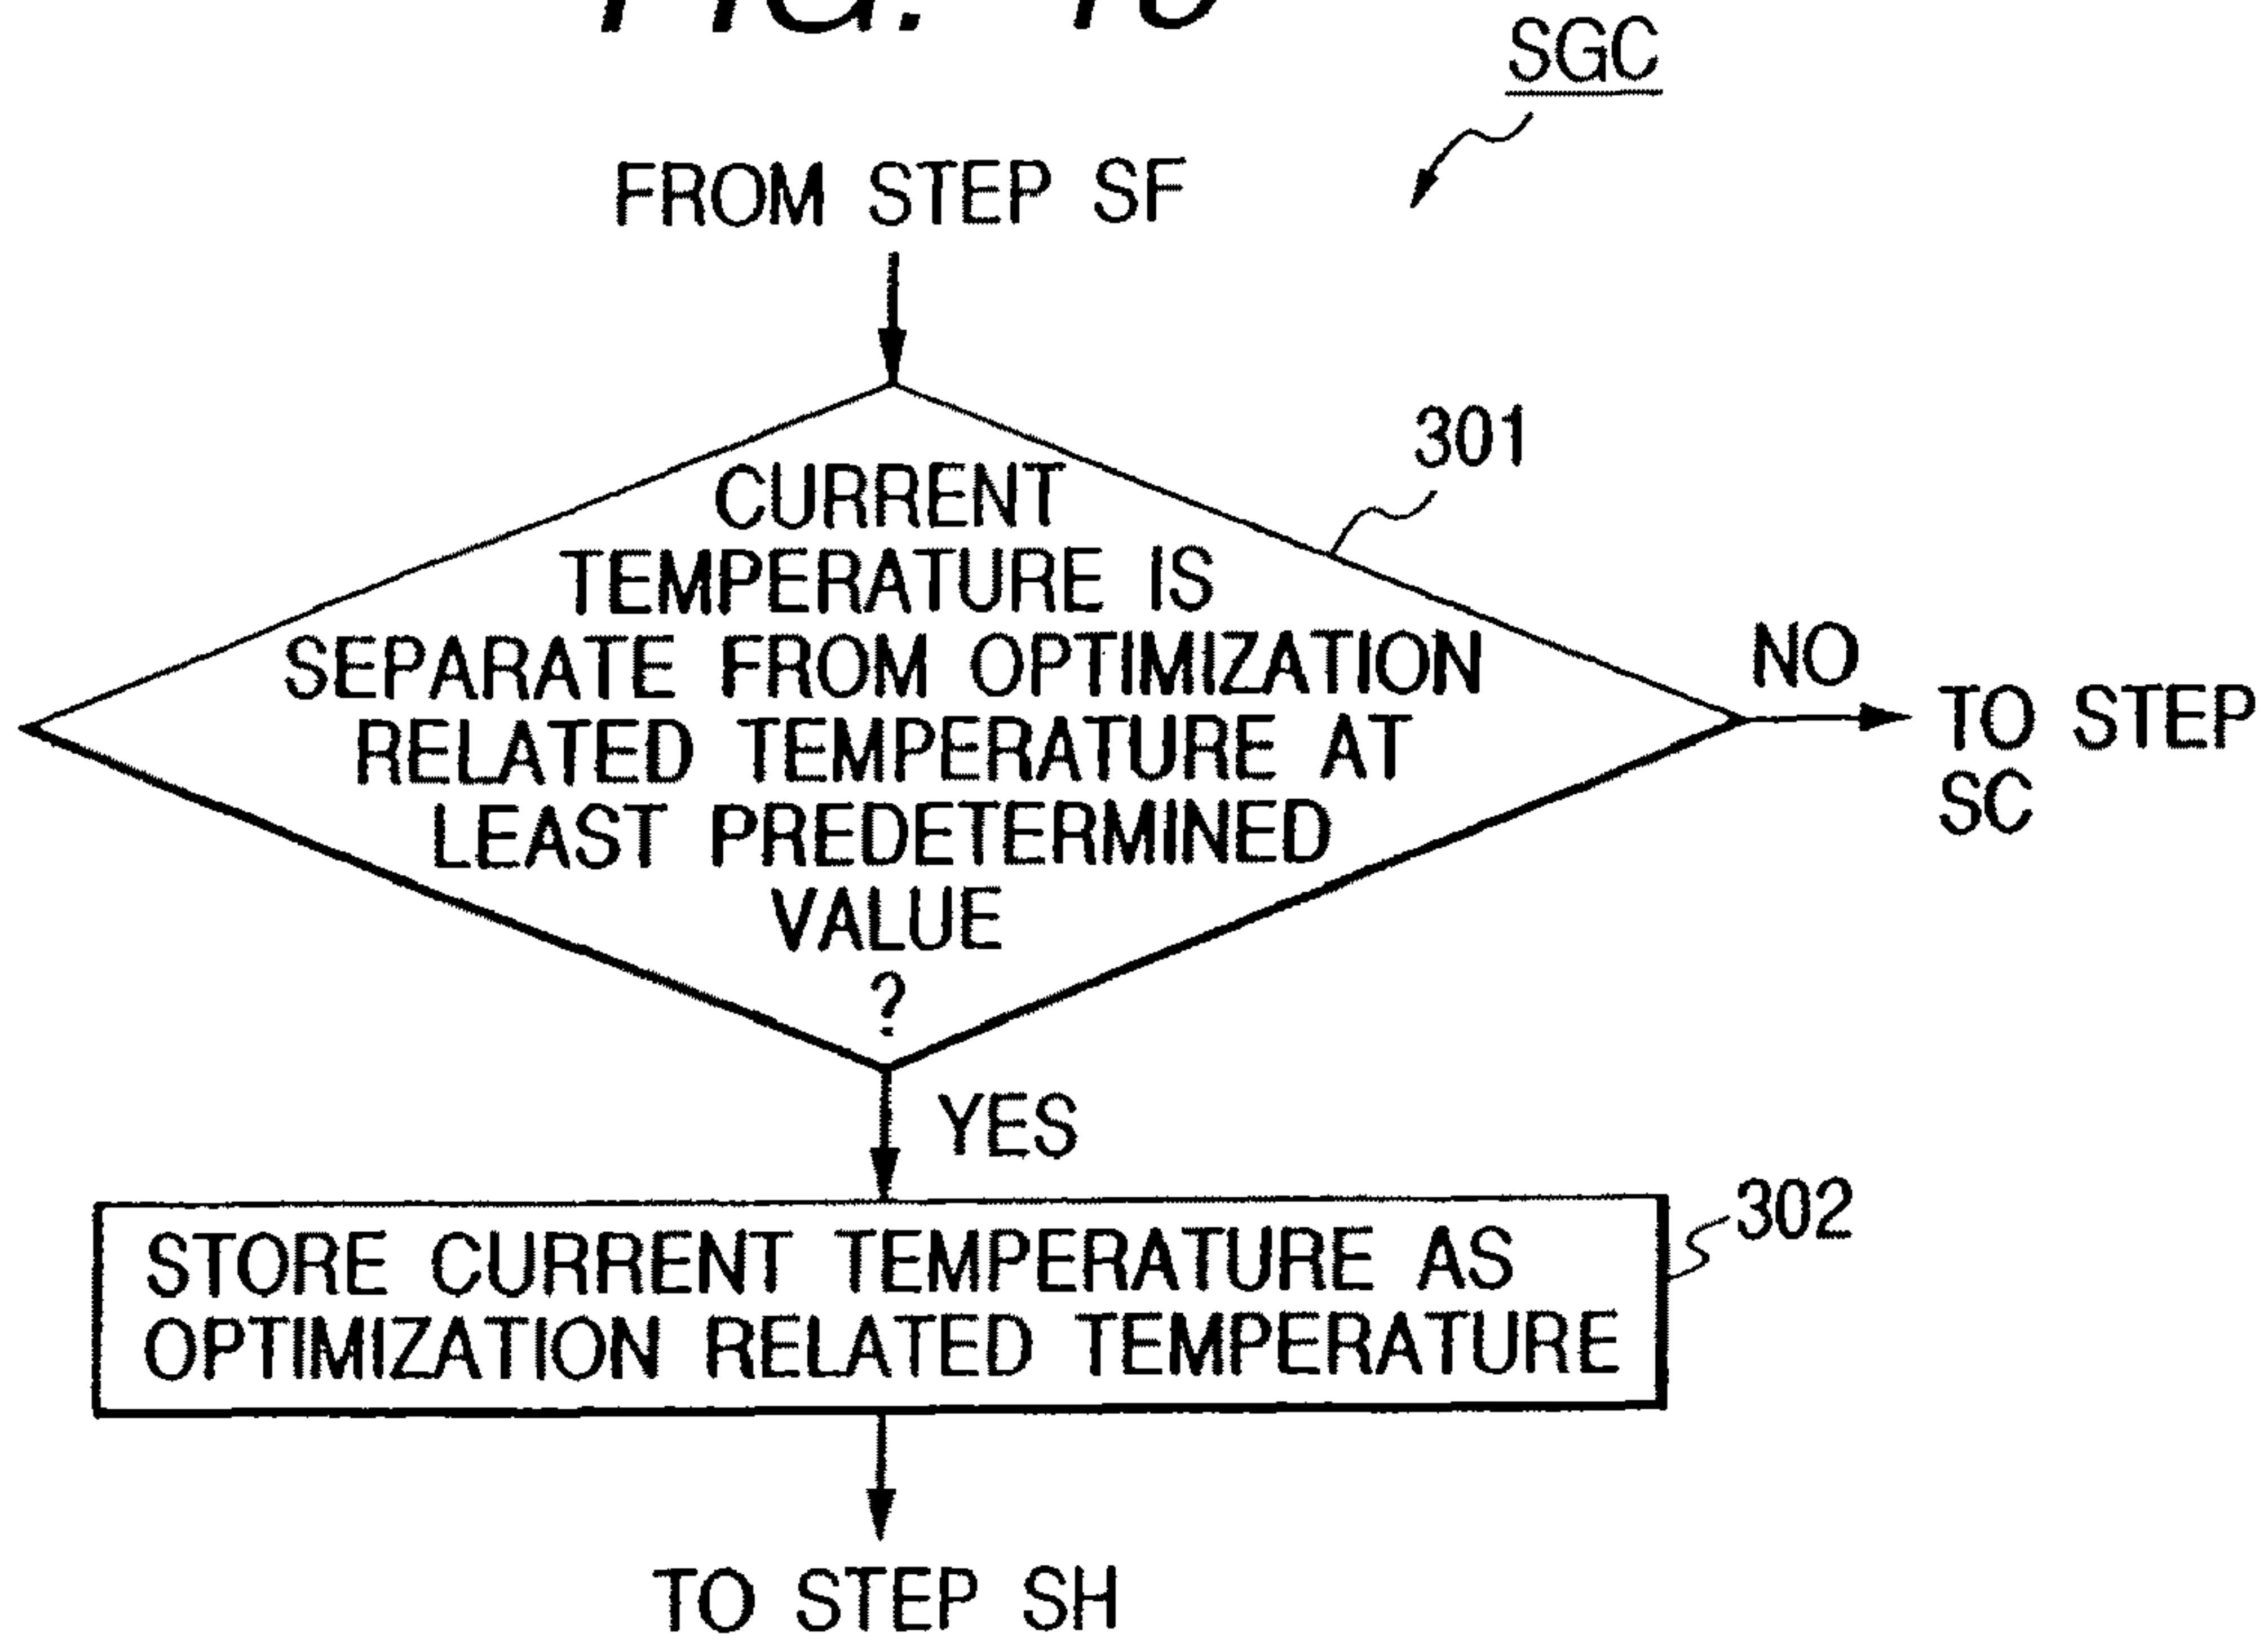 SGC
FROM STEP SF
301
CURRENT
TEMPERATURE IS
SEPARATE FROM OPTIMIZATION
RELATED TEMPERATURE AT
LEAST PREDETERMINED
VALUE
?
NO
TO STEP
SC
YES
302
STORE CURRENT TEMPERATURE AS
OPTIMIZATION RELATED TEMPERATURE
TO STEP SH